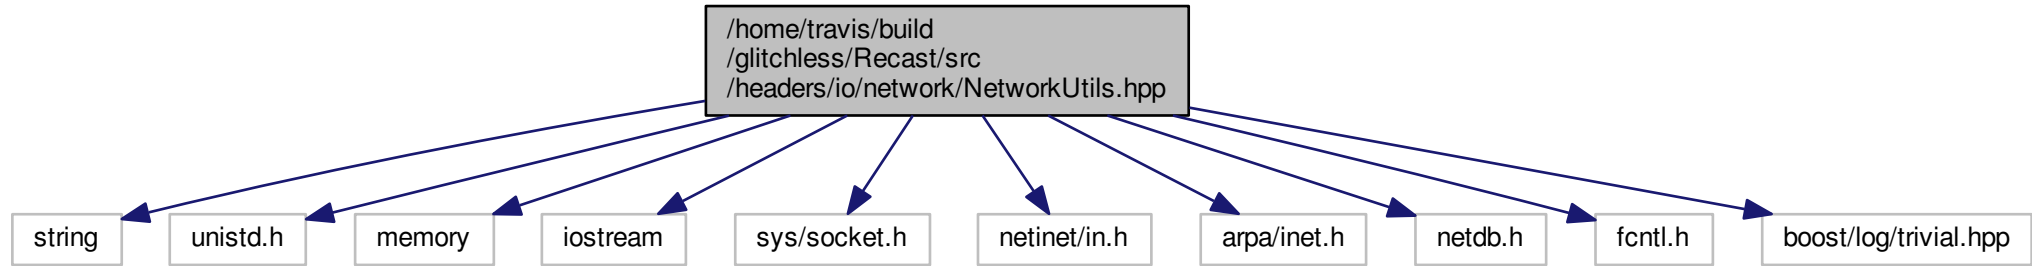 /home/travis/build
/glitchless/Recast/src
/headers/io/network/NetworkUtils.hpp
string
unistd.h
memory
iostream
sys/socket.h
netinet/in.h
arpa/inet.h
netdb.h
fcntl.h
boost/log/trivial.hpp